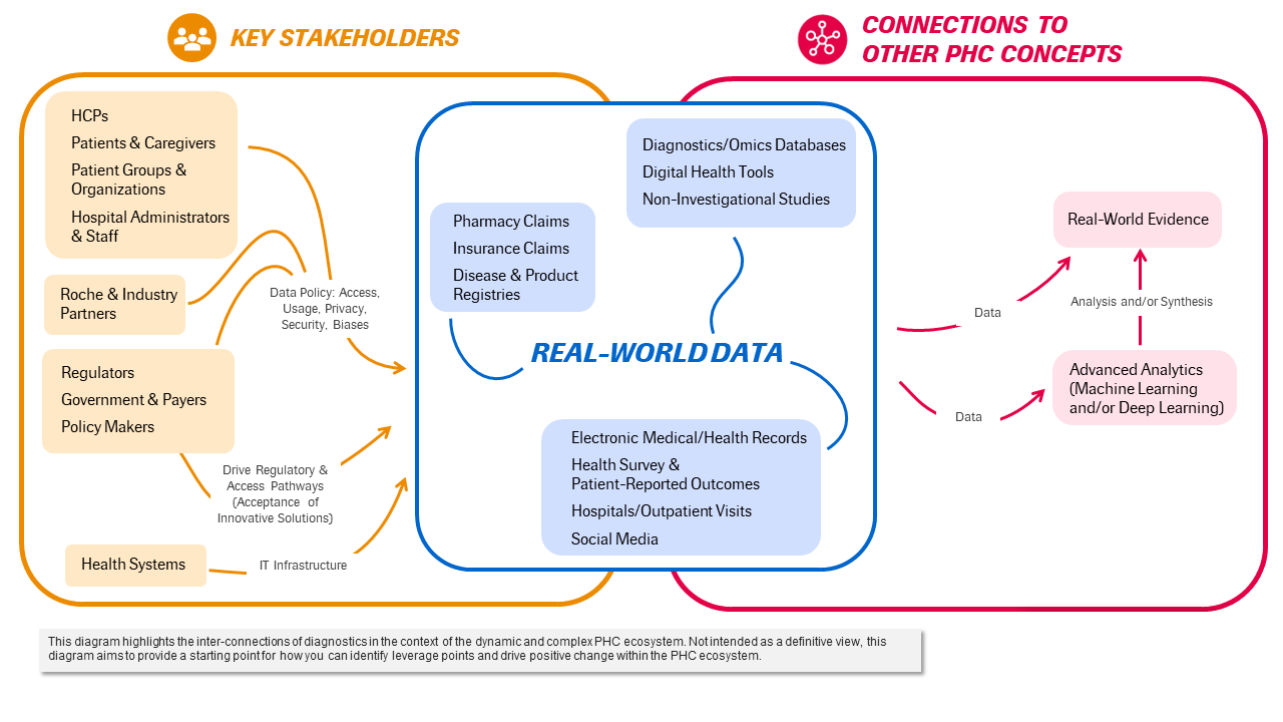 KEY STAKEHOLDERS
CONNECTIONS TO
OTHER PHC CONCEPTS
HCPs
Patients & Caregivers
Patient Groups &
Organizations
Hospital Administrators
& Staff
Roche & Industry
Partners
Data Policy: Access,
Usage, Privacy,
Security, Biases
Regulators
Government & Payers
Policy Makers
Drive Regulatory &
Access Pathways
(Acceptance of
Innovative Solutions)
Health Systems
IT Infrastructure
Diagnostics/Omics Databases
Digital Health Tools
Non-Investigational Studies
Pharmacy Claims
Insurance Claims
Disease & Product
Registries
REAL-WORLD DATA
Electronic Medical/Health Records
Health Survey &
Patient-Reported Outcomes
Hospitals/Outpatient Visits
Social Media
Real-World Evidence
Data
Analysis and/or Synthesis
Advanced Analytics
(Machine Learning
and/or Deep Learning)
Data
This diagram highlights the inter-connections of diagnostics in the context of the dynamic and complex PHC ecosystem. Not intended as a definitive view, this
diagram aims to provide a starting point for how you can identify leverage points and drive positive change within the PHC ecosystem.